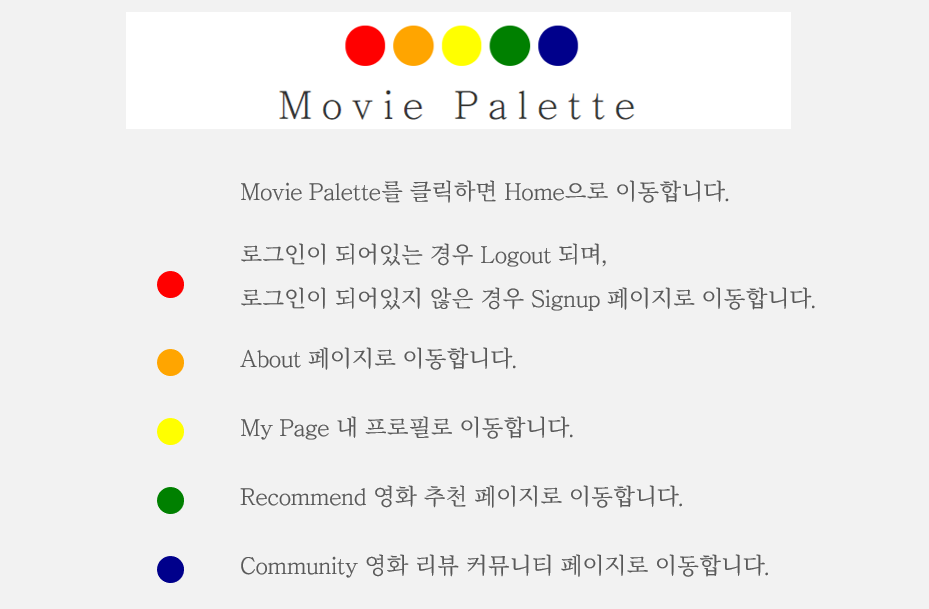 Movie Palette
Movie Palette를 클릭하면 Home으로 이동합니다.
로그인이 되어있는 경우 Logout 되며,
로그인이 되어있지 않은 경우 Signup 페이지로 이동합니다.
About 페이지로 이동합니다.
My Page 내 프로필로 이동합니다.
Recommend 영화 추천 페이지로 이동합니다.
Community 영화 리뷰 커뮤니티 페이지로 이동합니다.